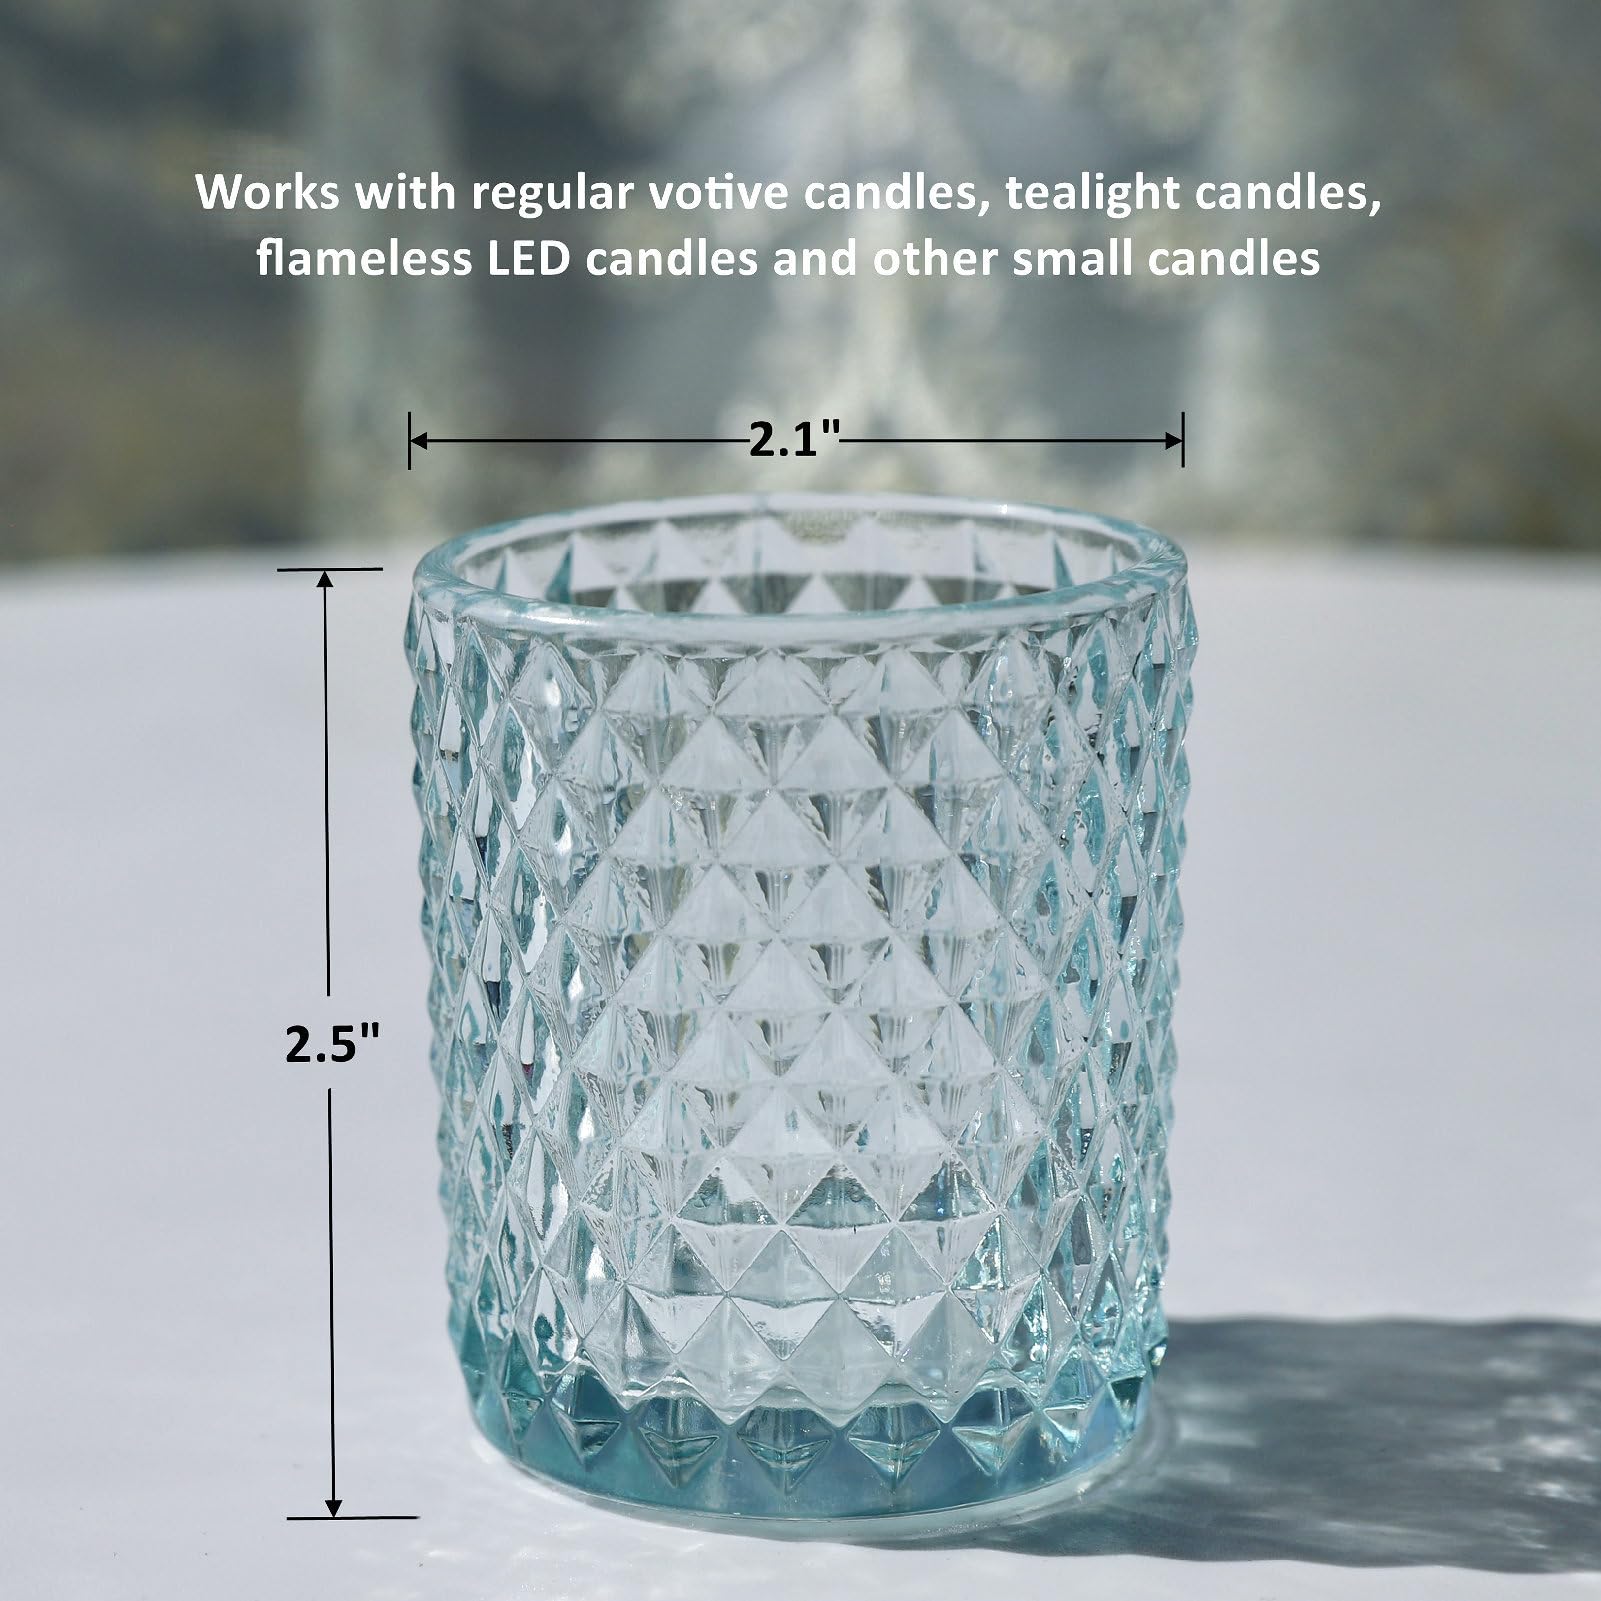 Works with regular votive candles, tealight candles,
flameless LED candles and other small candles
2.1"
2.5"